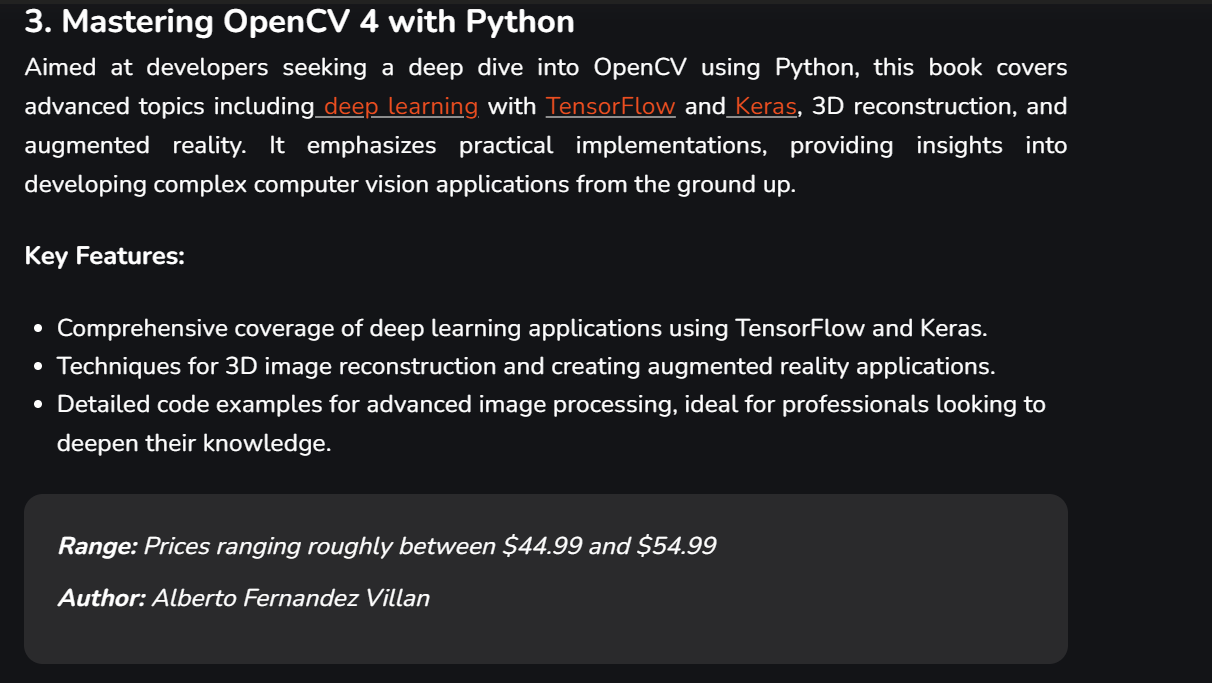 3. Mastering OpenCV 4 with Python
Aimed at developers seeking a deep dive into OpenCV using Python, this book covers
advanced topics including deep learning with TensorFlow and Keras, 3D reconstruction, and
augmented reality. It emphasizes practical implementations, providing insights into
developing complex computer vision applications from the ground up.
Key Features:
• Comprehensive coverage of deep learning applications using TensorFlow and Keras.
• Techniques for 3D image reconstruction and creating augmented reality applications.
• Detailed code examples for advanced image processing, ideal for professionals looking to
deepen their knowledge.
Range: Prices ranging roughly between $44.99 and $54.99
Author: Alberto Fernandez Villan